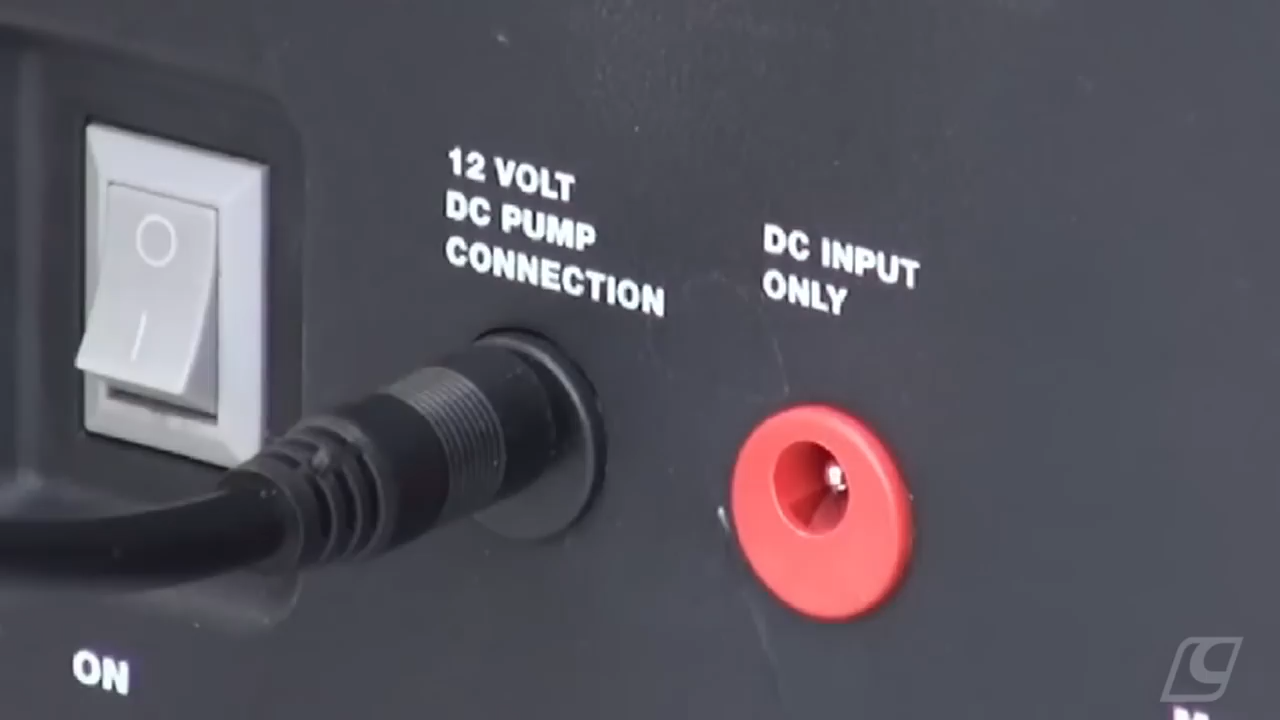 12 VOLT
DC PUMP
CONNECTION
DC INPUT
ONLY
ON